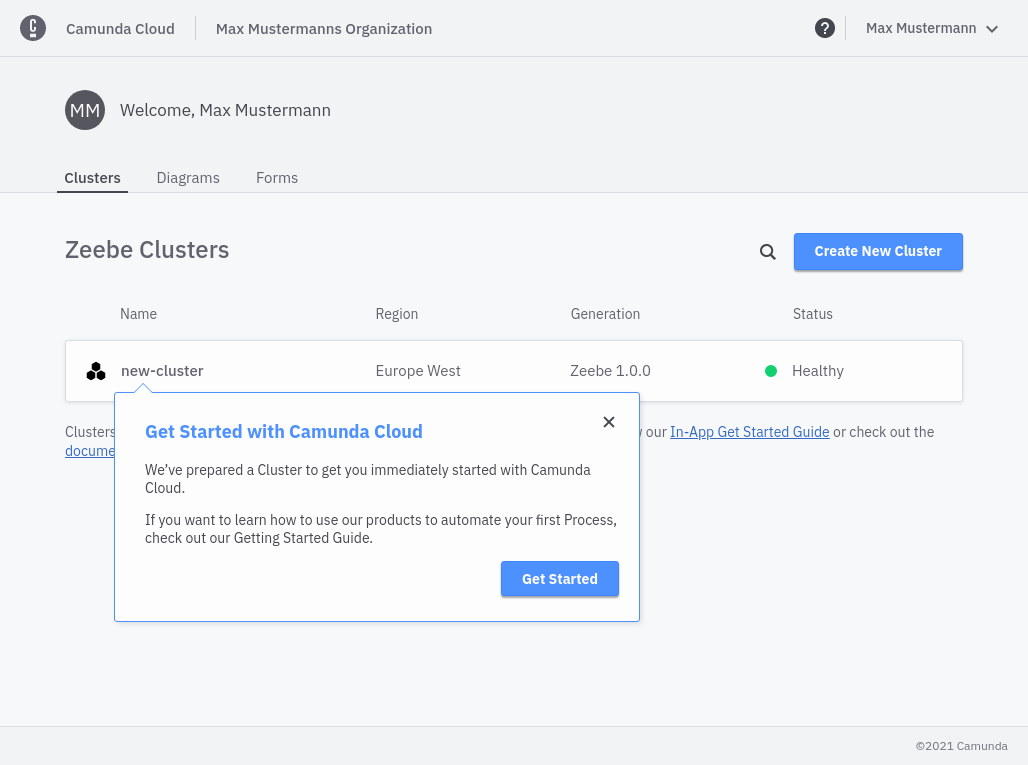 Camunda Cloud
Max Mustermanns Organization
Max Mustermann
MM
Welcome, Max Mustermann
Clusters
Diagrams
Forms
Zeebe Clusters
Create New Cluster
Name Region Generation Status
new-cluster Europe West Zeebe 1.0.0 Healthy
Clusters our In-App Get Started Guide or check out the
Get Started with Camunda Cloud
We’ve prepared a Cluster to get you immediately started with Camunda
Cloud.
If you want to learn how to use our products to automate your first Process,
check out our Getting Started Guide.
Get Started
©2021 Camunda